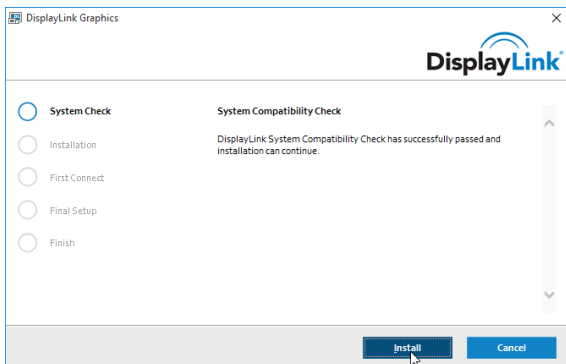 DisplayLink Graphics
DisplayLink®
System Check
Installation
First Connect
Final Setup
Finish
System Compatibility Check
DisplayLink System Compatibility Check has successfully passed and
installation can continue.
Install
Cancel